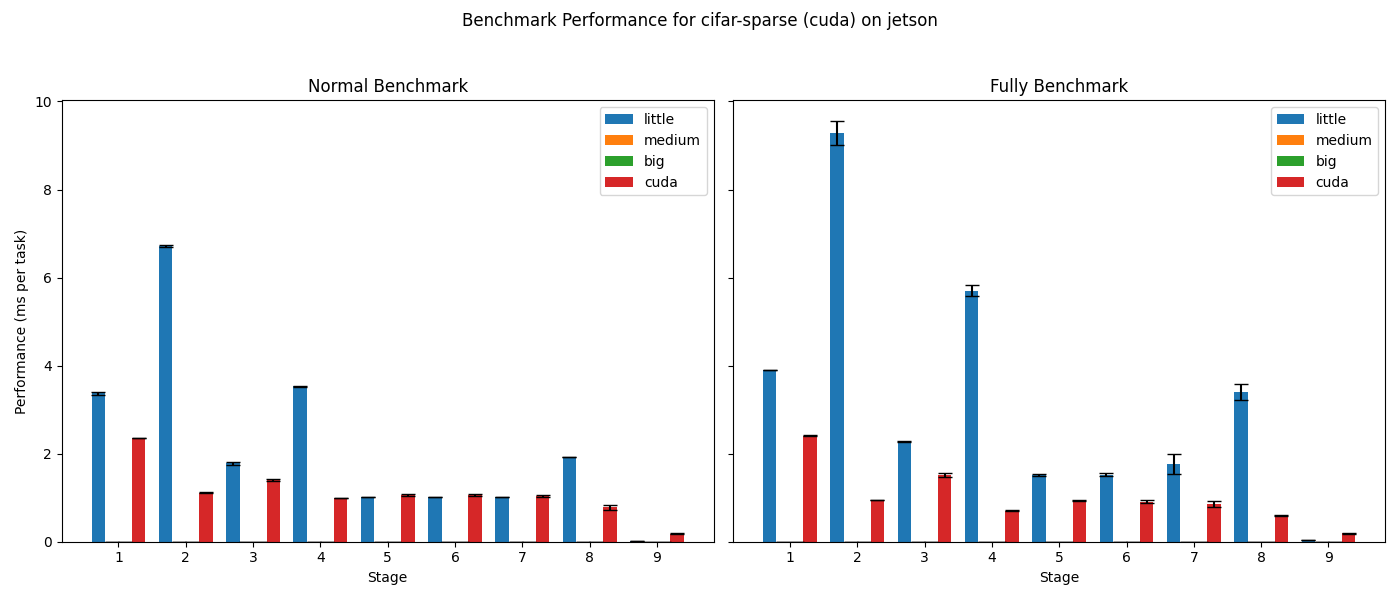 Benchmark Performance for cifar-sparse (cuda) on jetson
Normal Benchmark
Performance (ms per task)
10
8
6
4
2
0
little
medium
big
cuda
1 2 3 4 5 6 7 8 9
Stage
Fully Benchmark
little
medium
big
cuda
1 2 3 4 5 6 7 8 9
Stage